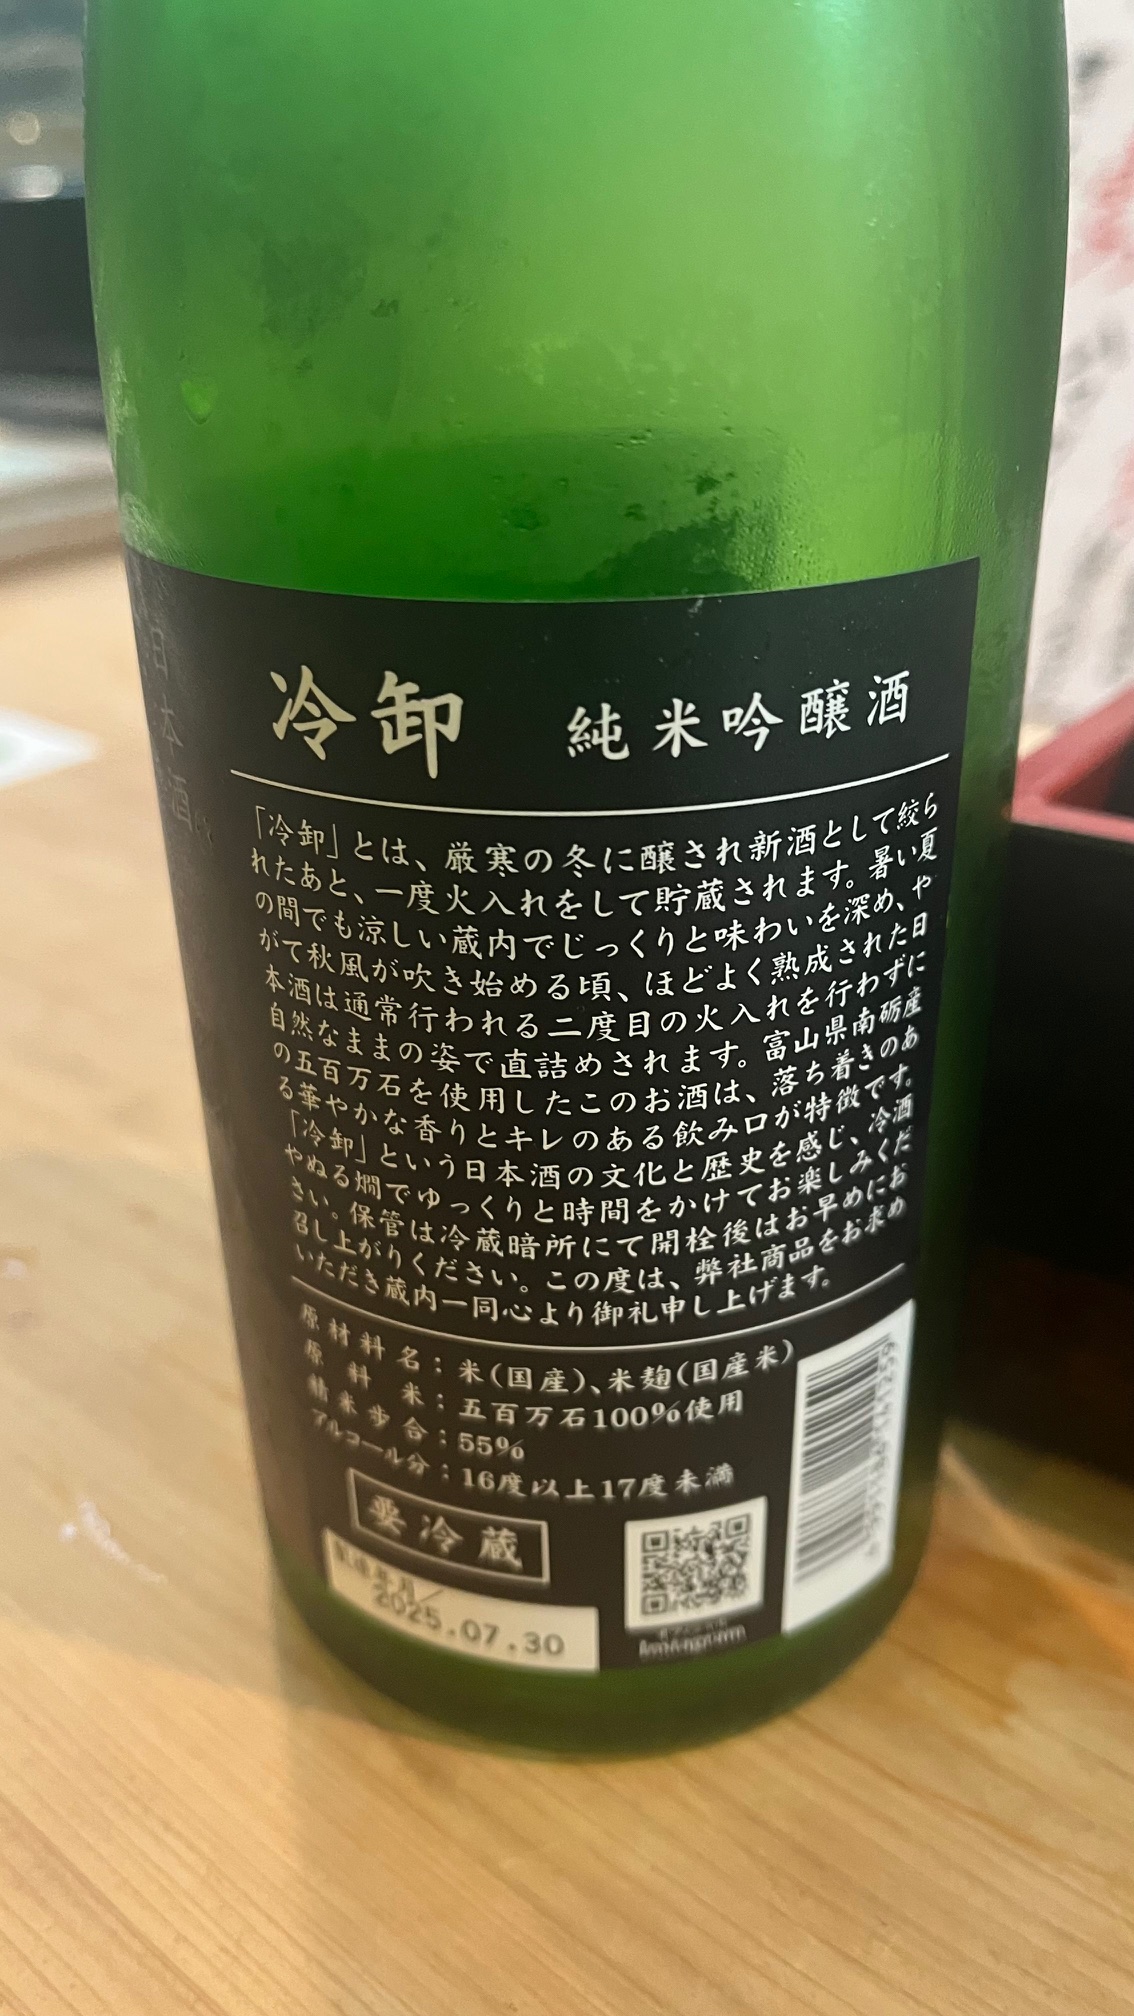 日本酒
冷卸 純米吟醸酒
「冷卸」とは、厳寒の冬に醸され新酒として絞ら
れたあと、一度火入れをして貯蔵されます。暑い夏
の間でも涼しい蔵内でじっくりと味わいを深め、や
がて秋風が吹き始める頃、ほどよく熟成された日
本酒は通常行われる二度目の火入れを行わずに
自然なままの姿で直詰めされます。富山県南砺産
の五百万石を使用したこのお酒は、落ち着きのあ
る華やかな香りとキレのある飲み口が特徴です。
「冷卸」という日本酒の文化と歴史を感じ、冷酒
やぬる燗でゆっくりと時間をかけてお楽しみくだ
さい。保管は冷蔵暗所にて開栓後はお早めにお
召し上がりください。この度は、弊社商品をお求め
いただき蔵内一同心より御礼申し上げます。
原材料名：米(国産)、米麹(国産米)
原料米：五百万石100%使用
精米歩合：55%
アルコール分：16度以上17度未満
要冷蔵
製造年月
2025.07.30